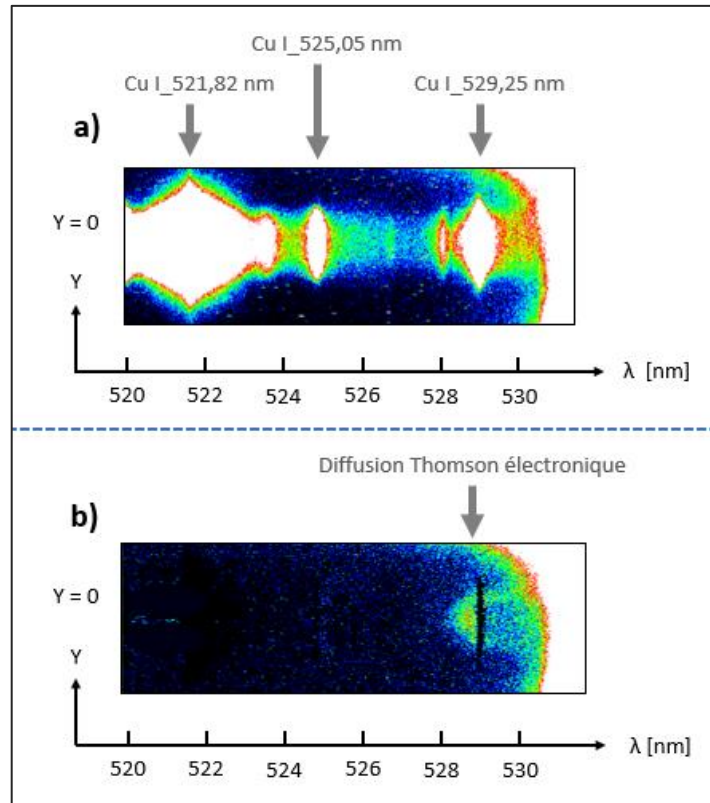 Cu I_525,05 nm
Cu I_521,82 nm
Cu I_529,25 nm
a)
Y = 0
Y
λ [nm]
520 522 524 526 528 530
Diffusion Thomson électronique
b)
Y = 0
Y
λ [nm]
520 522 524 526 528 530